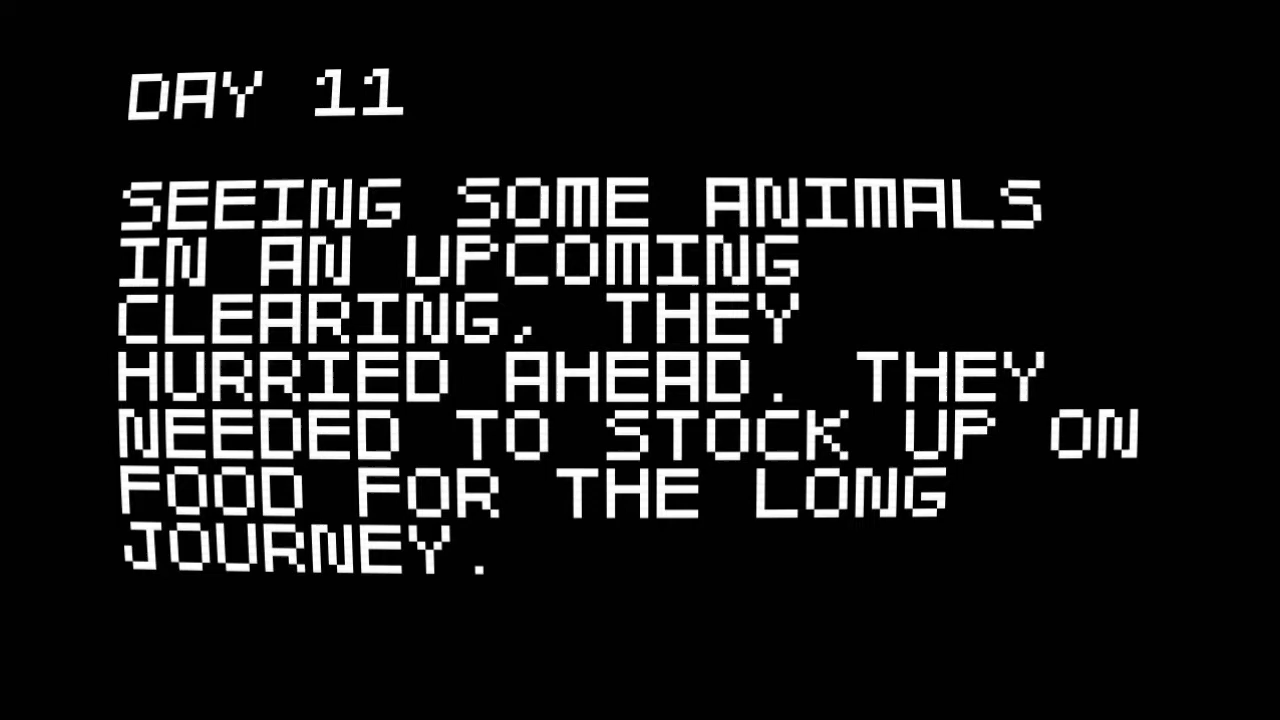 DAY 11
SEEING SOME ANIMALS
IN AN UPCOMING
CLEARING, THEY
HURRIED AHEAD. THEY
NEEDED TO STOCK UP ON
FOOD FOR THE LONG
JOURNEY.